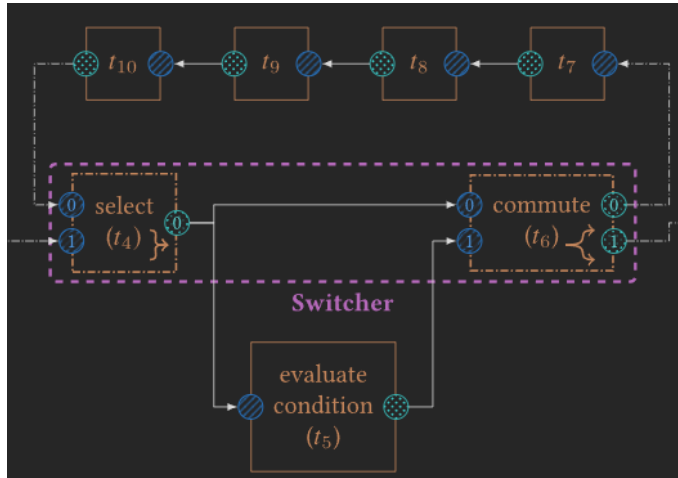 t10 t9 t8 t7
0 select 0 0 commute 0
1 (t4) 1 (t6) 1
Switcher
evaluate
condition
(t5)